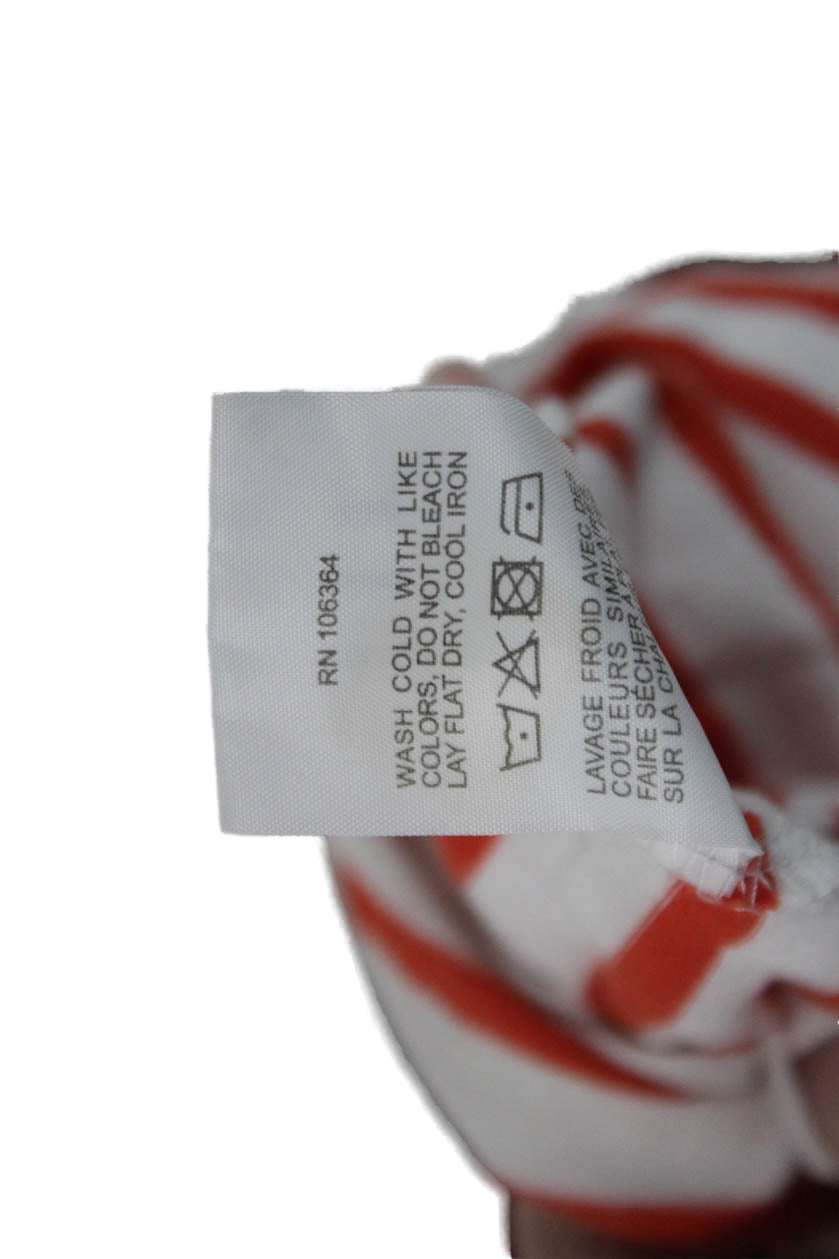 RN 106364
WASH COLD WITH LIKE
COLORS, DO NOT BLEACH
LAY FLAT DRY, COOL IRON
LAVAGE FROID AVEC DES
COULEURS
FAIRE SÉCHER À
SUR LA